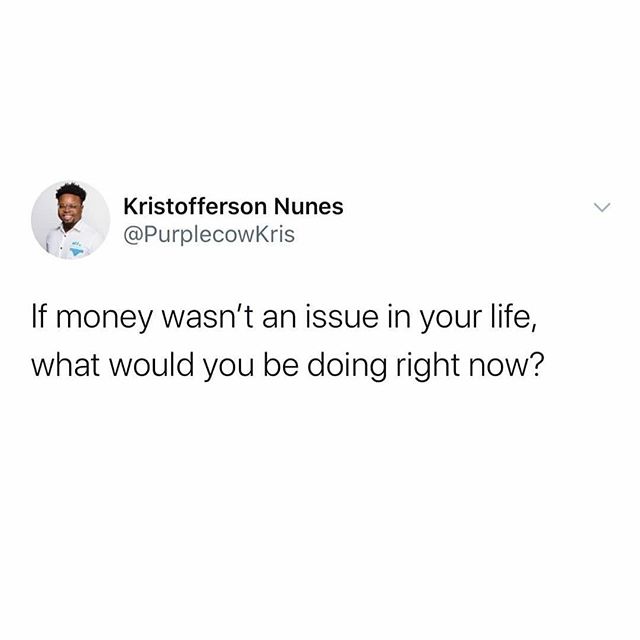 Kristofferson Nunes
@PurplecowKris
If money wasn’t an issue in your life,
what would you be doing right now?